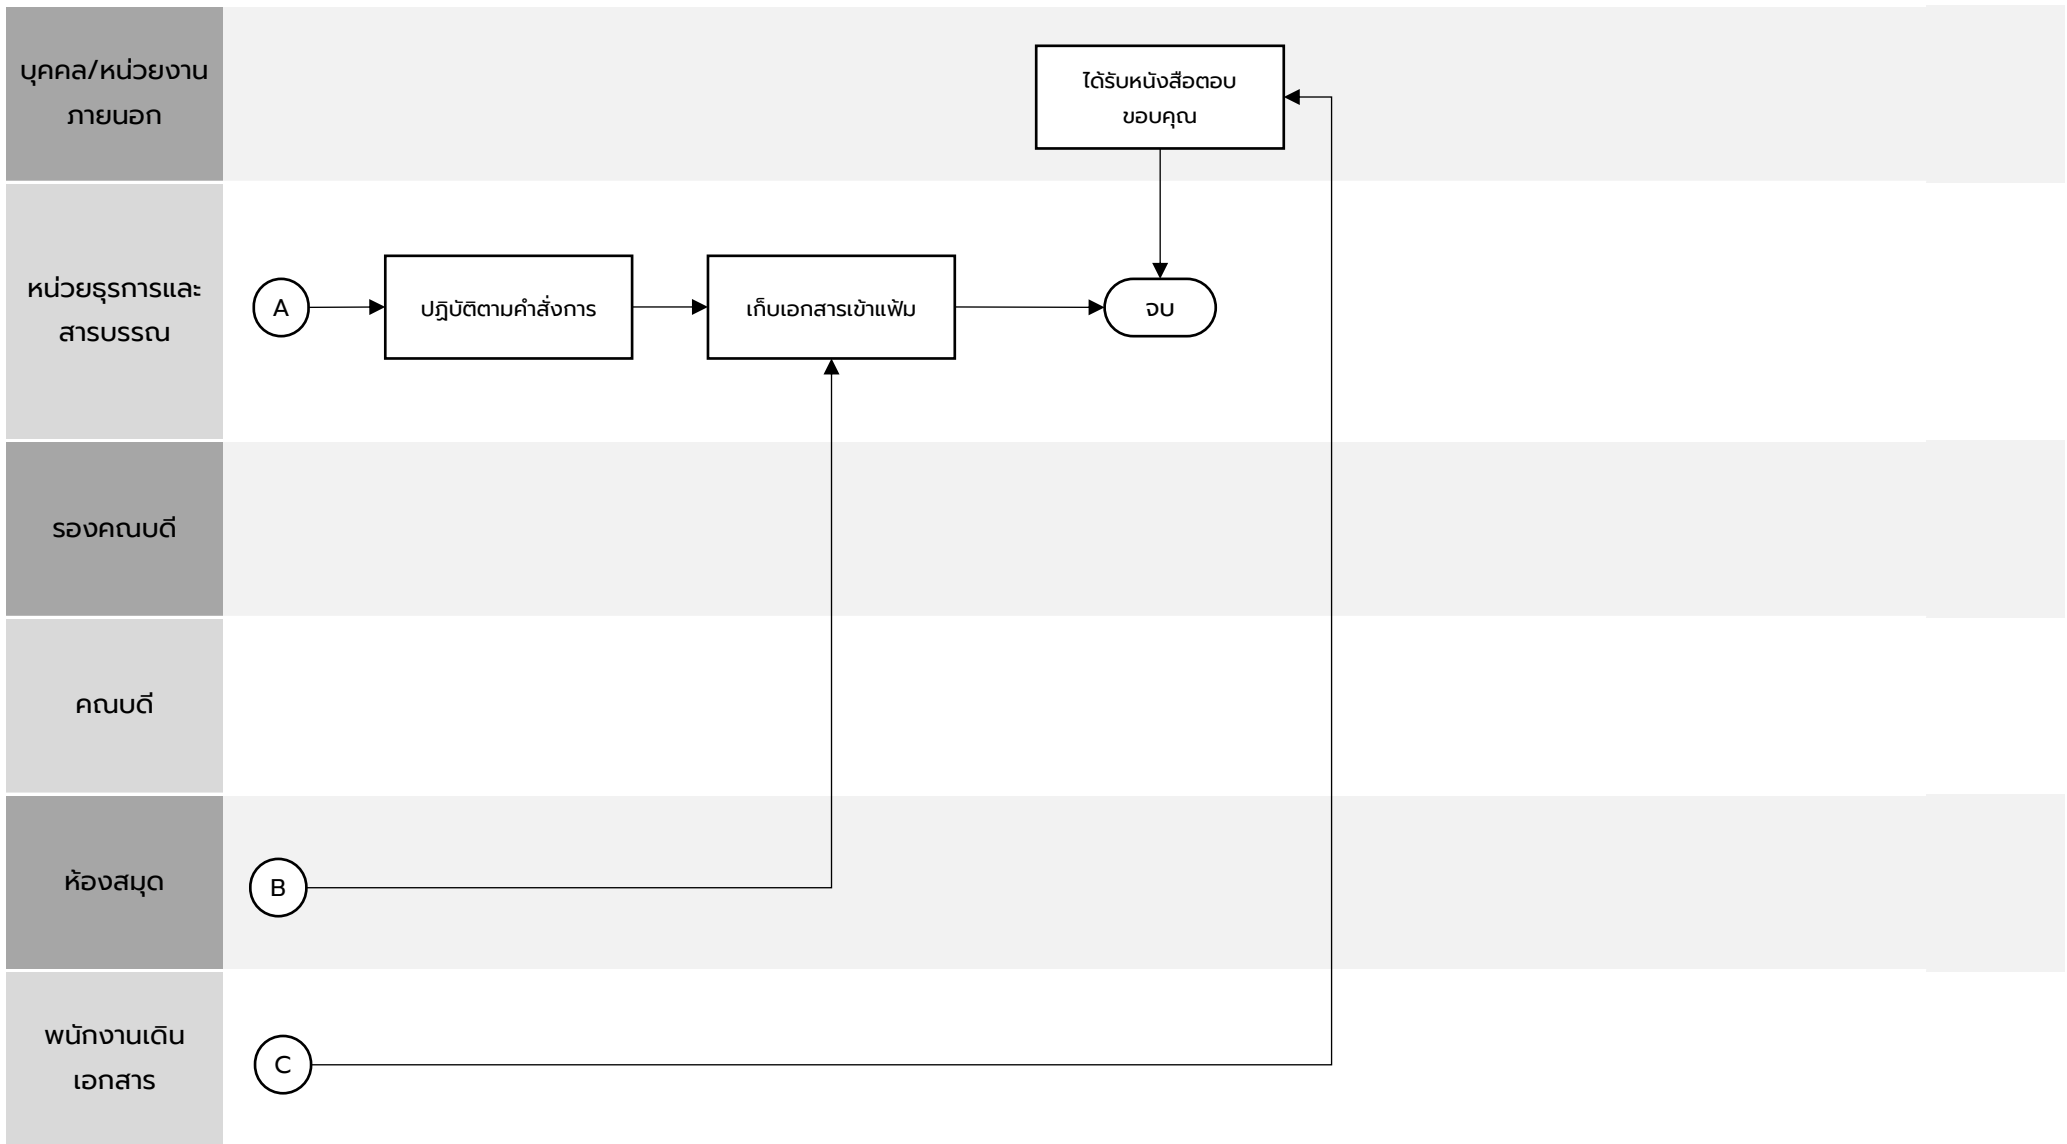 บุคคล/หน่วยงาน
ภายนอก
ได้รับหนังสือตอบ
ขอบคุณ
หน่วยธุรการและ
สารบรรณ
A
ปฏิบัติตามคำสั่งการ
เก็บเอกสารเข้าแฟ้ม
จบ
รองคณบดี
คณบดี
ห้องสมุด
B
พนักงานเดิน
เอกสาร
C